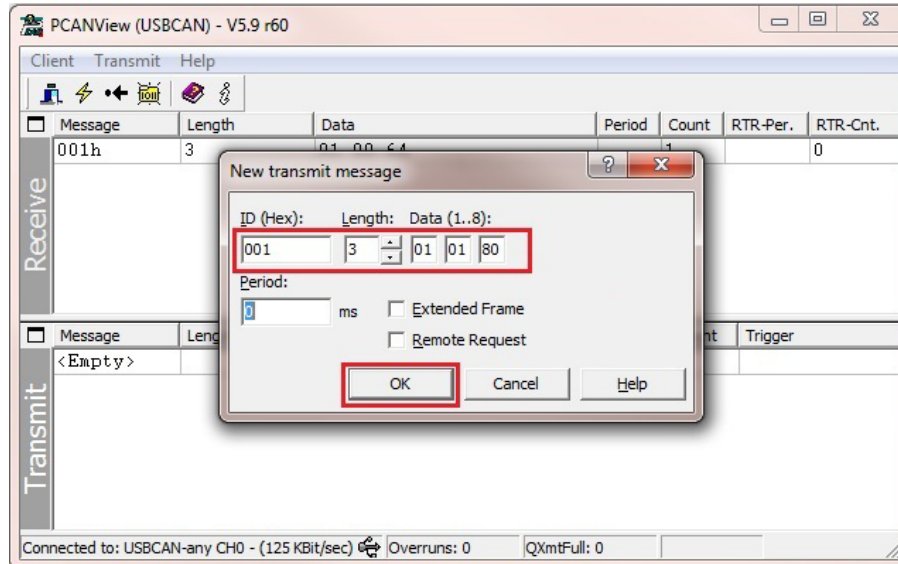 PCANView (USBCAN) - V5.9 r60
Client Transmit Help
Message Length Data Period Count RTR-Per. RTR-Cnt.
001h 3 01 00 64 1 0
Receive
New transmit message
ID (Hex): Length: Data (1..8):
001 3 01 01 80
Period:
0 ms Extended Frame
Remote Request
OK Cancel Help
Message Trigger
<Empty>
Transmit
Connected to: USBCAN-any CH0 - (125 KBit/sec) Overruns: 0 QXmtFull: 0